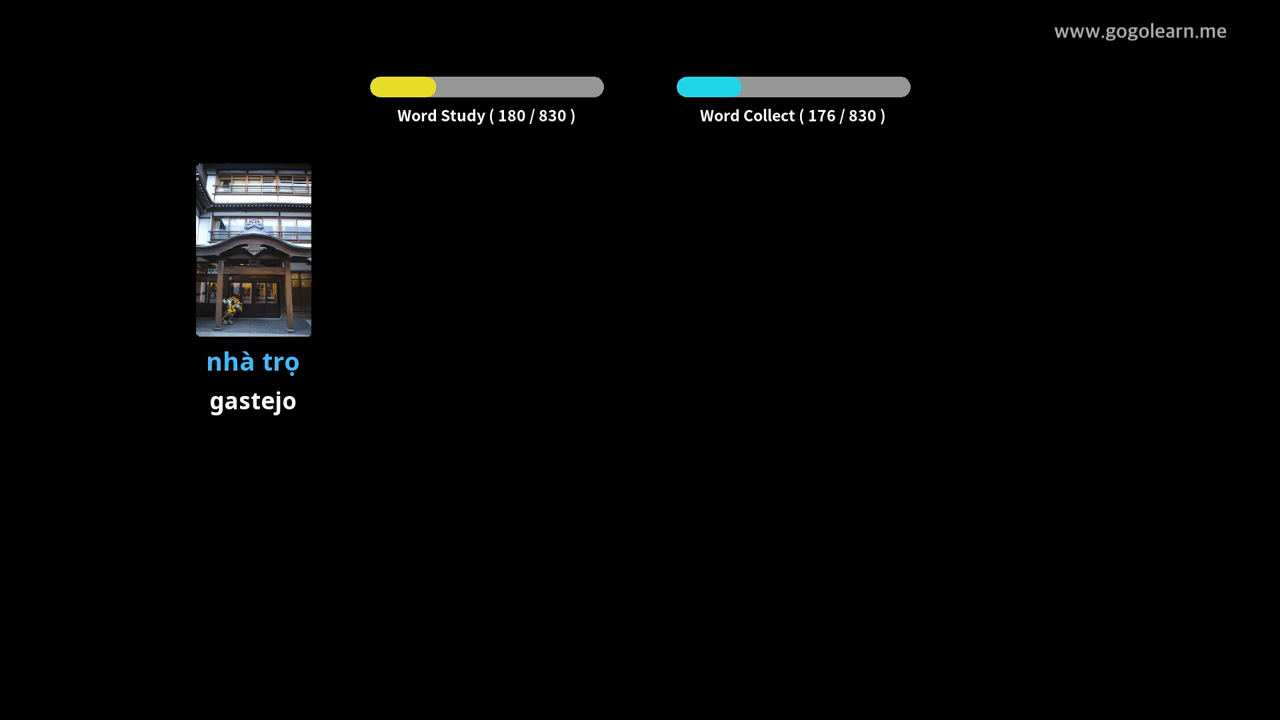 www.gogolearn.me
Word Study ( 180 / 830 )
Word Collect ( 176 / 830 )
nhà trọ
gastejo